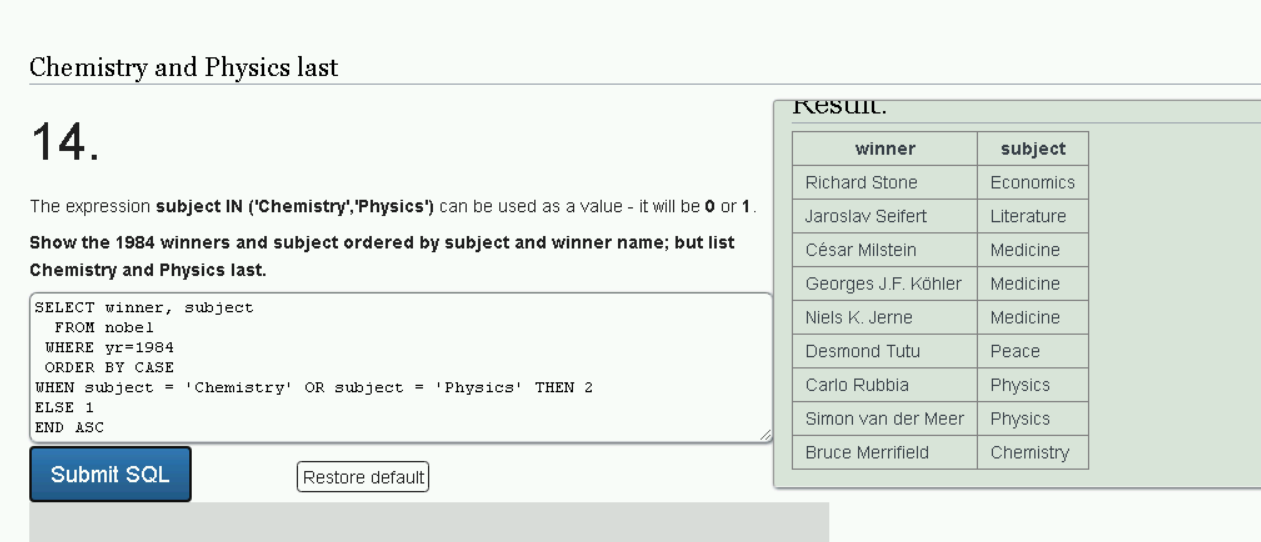 Chemistry and Physics last
14.
The expression subject IN ('Chemistry','Physics') can be used as a value - it will be 0 or 1.
Show the 1984 winners and subject ordered by subject and winner name; but list
Chemistry and Physics last.
SELECT winner, subject
FROM nobel
WHERE yr=1984
ORDER BY CASE
WHEN subject = 'Chemistry' OR subject = 'Physics' THEN 2
ELSE 1
END ASC
Submit SQL
Restore default
Result:
winner subject
Richard Stone Economics
Jaroslav Seifert Literature
César Milstein Medicine
Georges J.F. Köhler Medicine
Niels K. Jerne Medicine
Desmond Tutu Peace
Carlo Rubbia Physics
Simon van der Meer Physics
Bruce Merrifield Chemistry